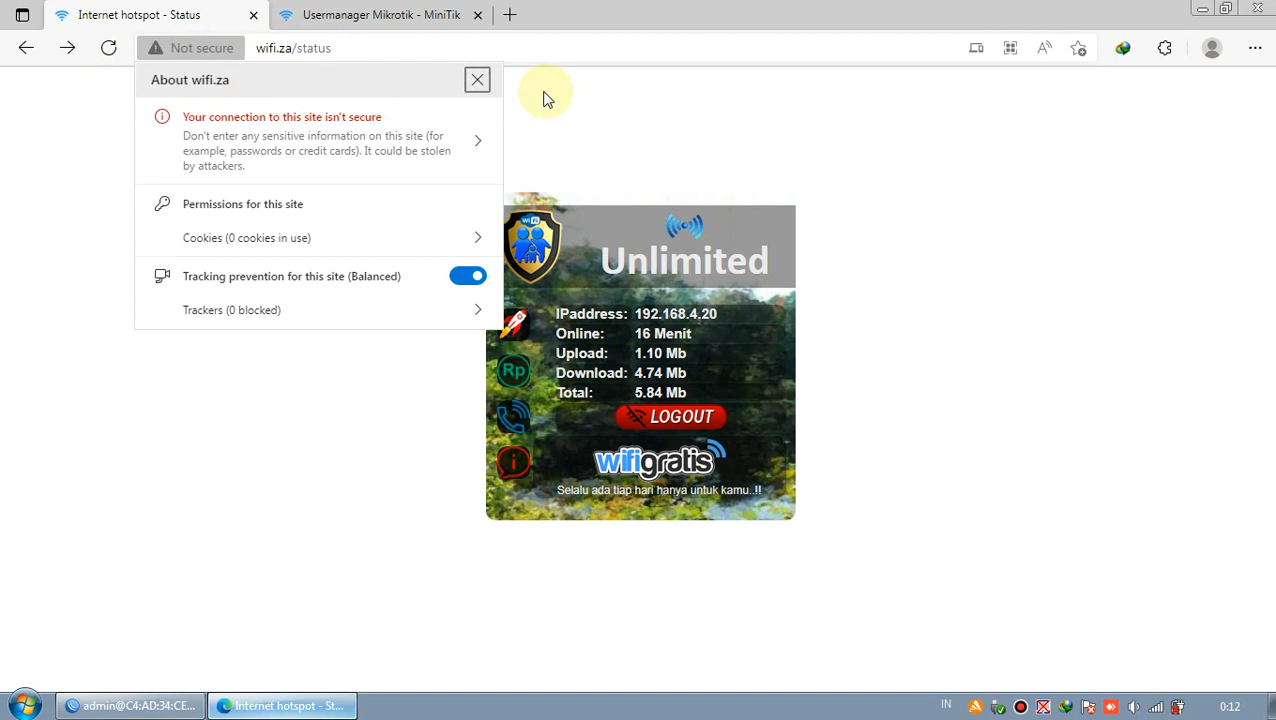 Internet hotspot - Status
Usermanager Mikrotik - MiniTik
Not secure
wifi.za/status
About wifi.za
Your connection to this site isn't secure
Don't enter any sensitive information on this site (for
example, passwords or credit cards). It could be stolen
by attackers.
Permissions for this site
Cookies (0 cookies in use)
Tracking prevention for this site (Balanced)
Trackers (0 blocked)
wifi
Unlimited
IPaddress: 192.168.4.20
Online: 16 Menit
Upload: 1.10 Mb
Rp
Download: 4.74 Mb
Total: 5.84 Mb
LOGOUT
wifigratis
Selalu ada tiap hari hanya untuk kamu..!!
admin@C4:AD:34:CE...
Internet hotspot - St...
IN
0:12